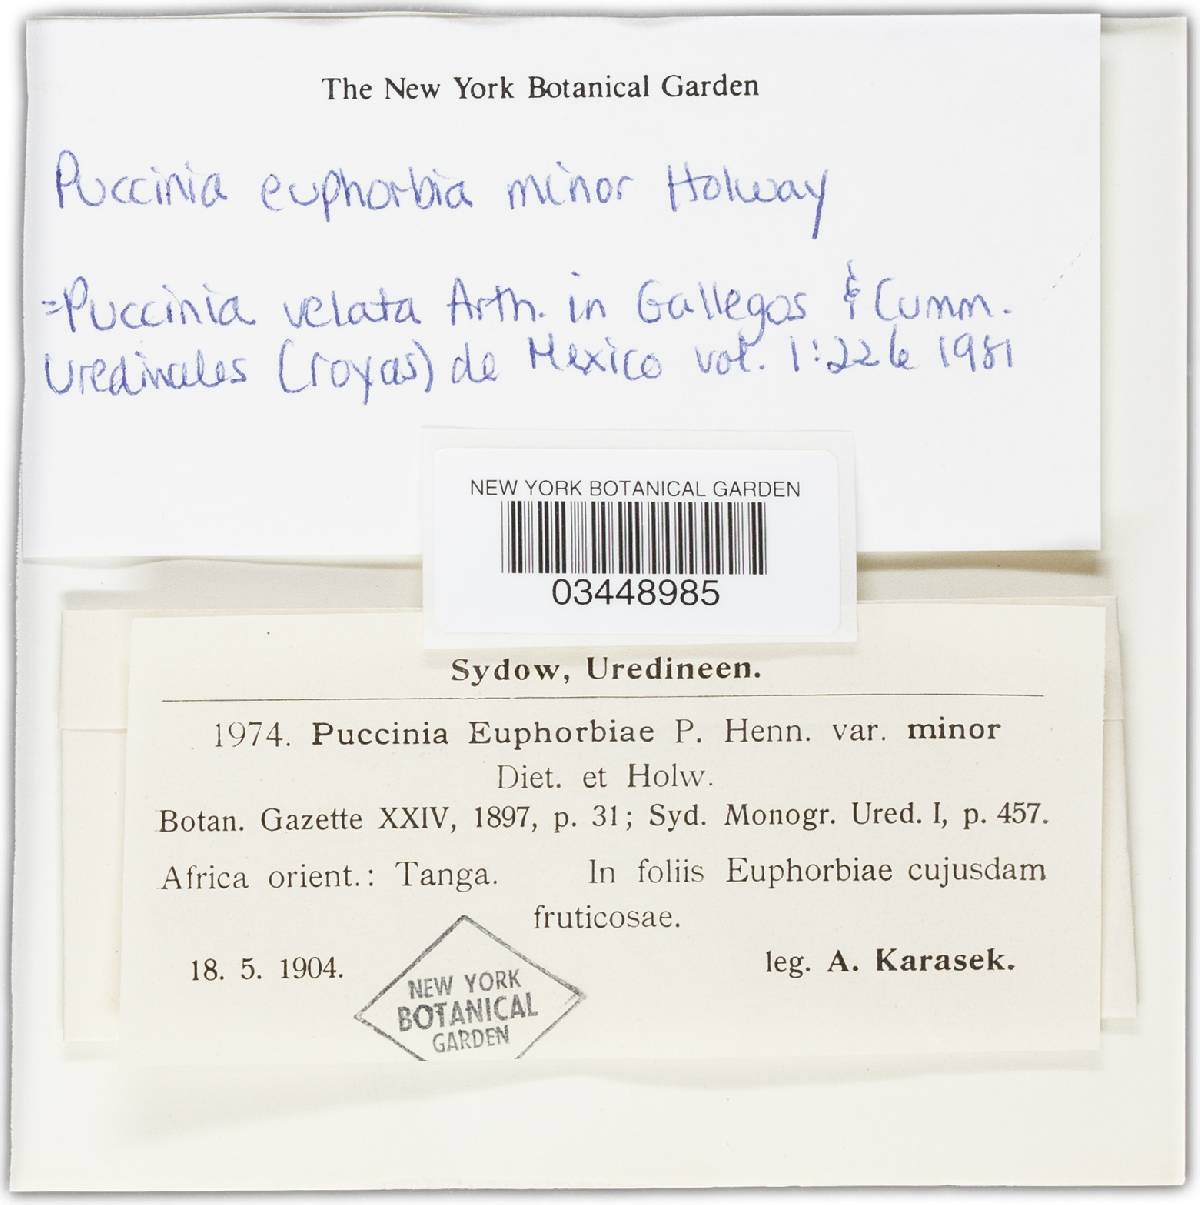 The New York Botanical Garden
Puccinia euphorbia minor Holway
=Puccinia velata Arth. in Gallegos & Cumm.
Uredinales (royas) de Mexico vol. 1:226 1981
NEW YORK BOTANICAL GARDEN
03448985
Sydow, Uredineen.
1974. Puccinia Euphorbiae P. Henn. var. minor
Diet. et Holw.
Botan. Gazette XXIV, 1897, p. 31; Syd. Monogr. Ured. I, p. 457.
Africa orient.: Tanga. In foliis Euphorbiae cujusdam
fruticosae.
18. 5. 1904. leg. A. Karasek.
NEW YORK
BOTANICAL
GARDEN